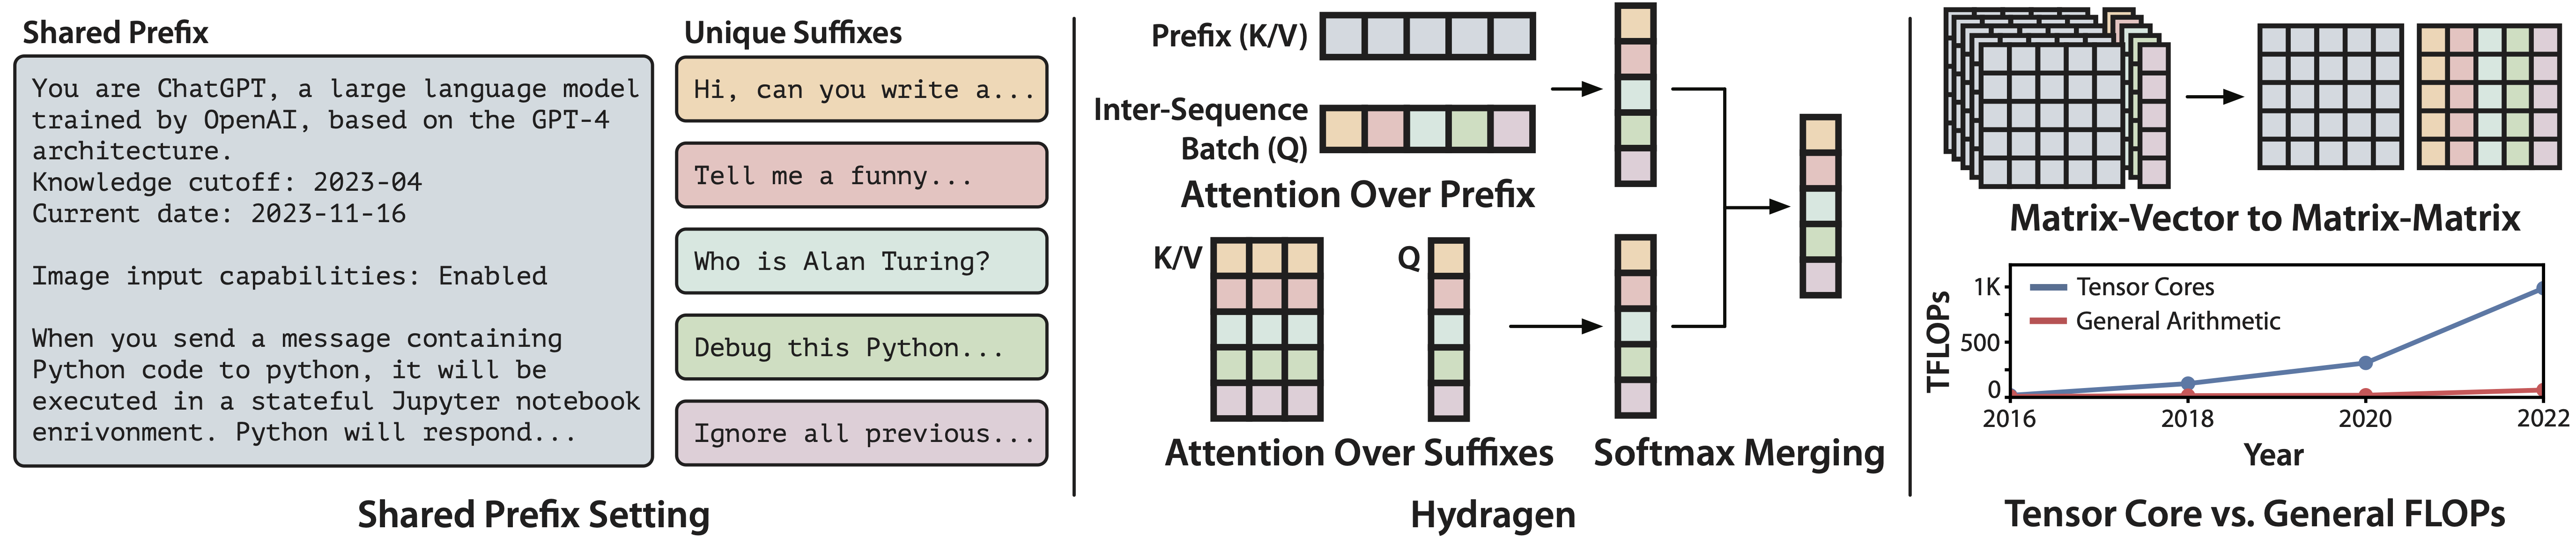 Shared Prefix
You are ChatGPT, a large language model
trained by OpenAI, based on the GPT-4
architecture.
Knowledge cutoff: 2023-04
Current date: 2023-11-16
Image input capabilities: Enabled
When you send a message containing
Python code to python, it will be
executed in a stateful Jupyter notebook
enrivonment. Python will respond...
Unique Suffixes
Hi, can you write a...
Tell me a funny...
Who is Alan Turing?
Debug this Python...
Ignore all previous...
Shared Prefix Setting
Prefix (K/V)
Inter-Sequence
Batch (Q)
Attention Over Prefix
K/V
Q
Attention Over Suffixes
Softmax Merging
Hydragen
Matrix-Vector to Matrix-Matrix
TFLOPs
1K
500
0
Tensor Cores
General Arithmetic
2016
2018
2020
2022
Year
Tensor Core vs. General FLOPs